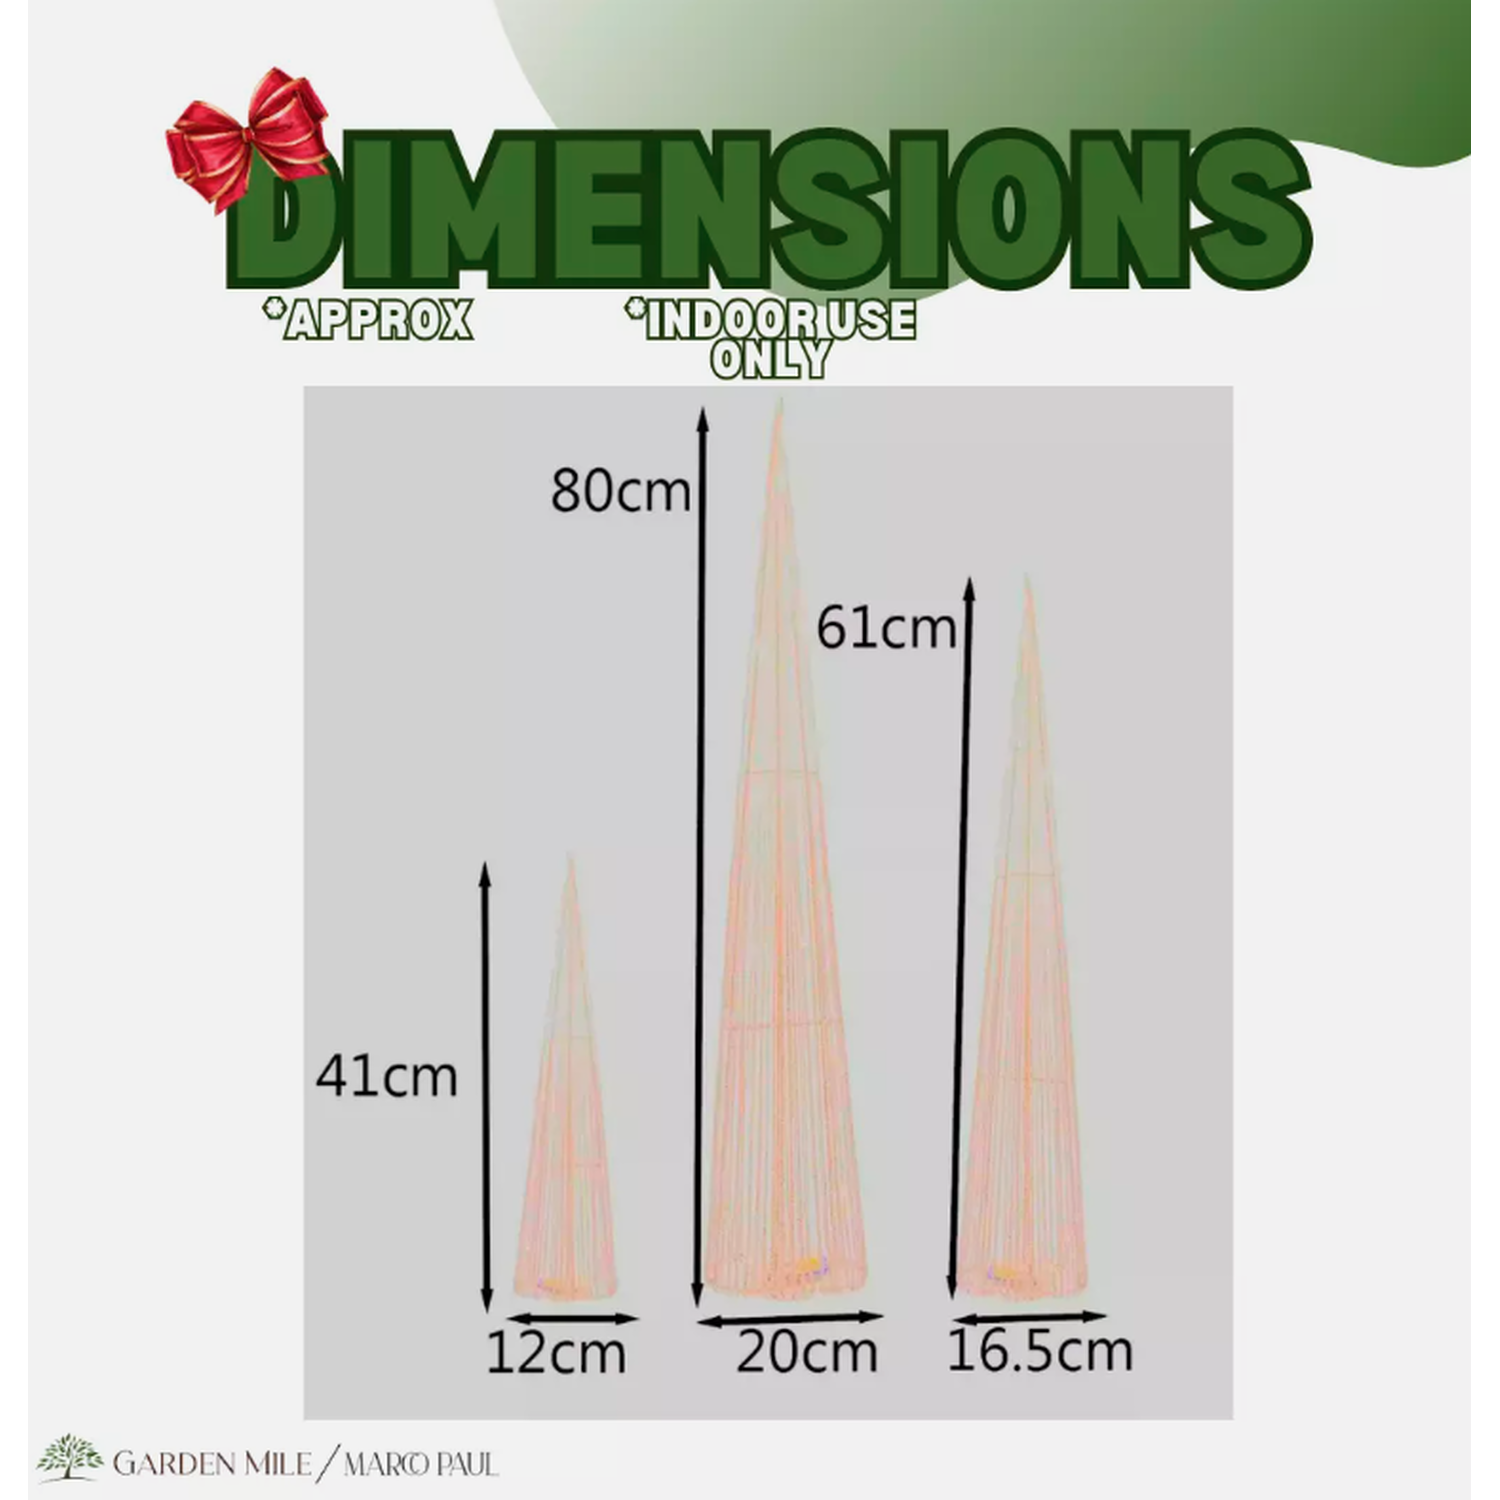 DIMENSIONS
*APPROX
*INDOOR USE
ONLY
80cm
61cm
41cm
12cm
20cm
16.5cm
GARDEN MILE / MARCO PAUL